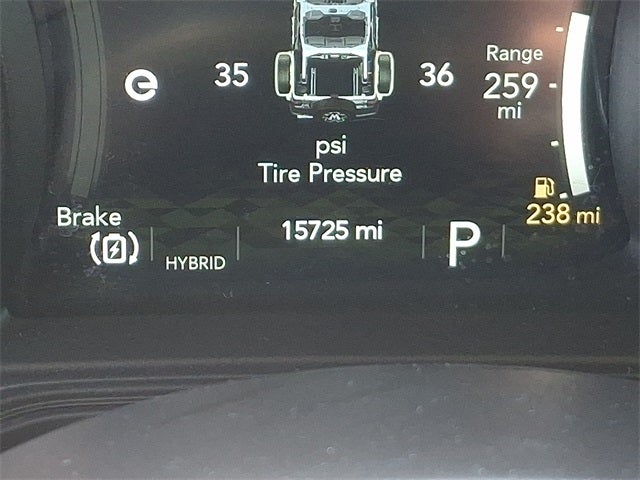 35
36
psi
Tire Pressure
Range
259
mi
238 mi
Brake
HYBRID
15725 mi
P